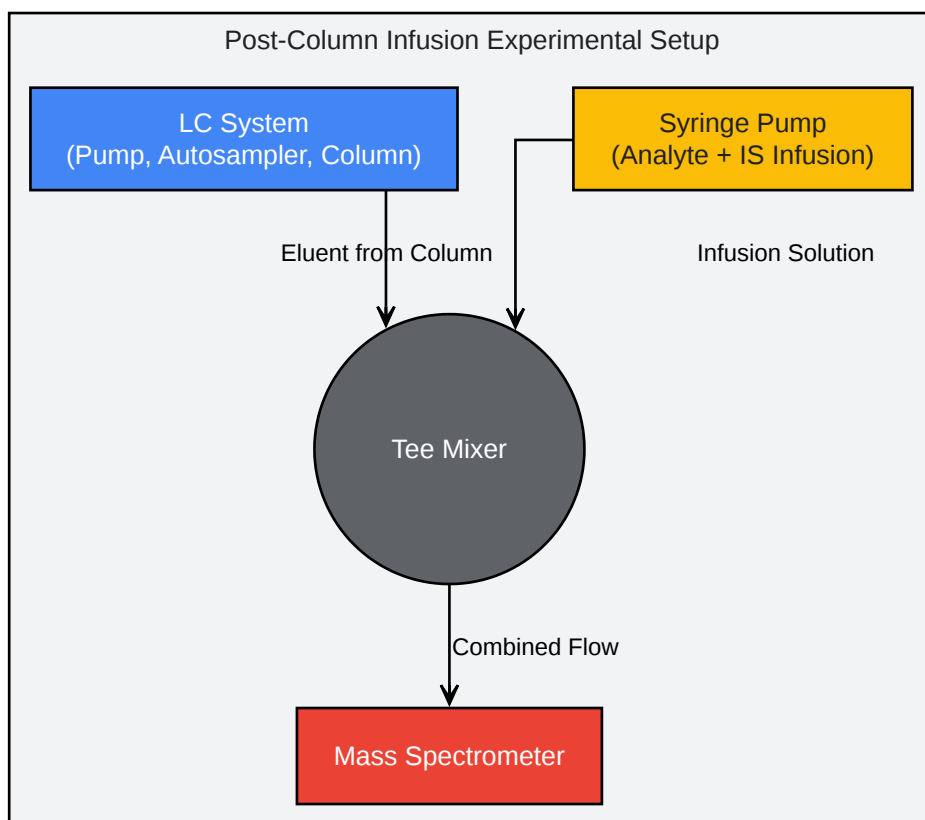 Post-Column Infusion Experimental Setup
LC System
(Pump, Autosampler, Column)
Syringe Pump
(Analyte + IS Infusion)
Eluent from Column
Infusion Solution
Tee Mixer
Combined Flow
Mass Spectrometer